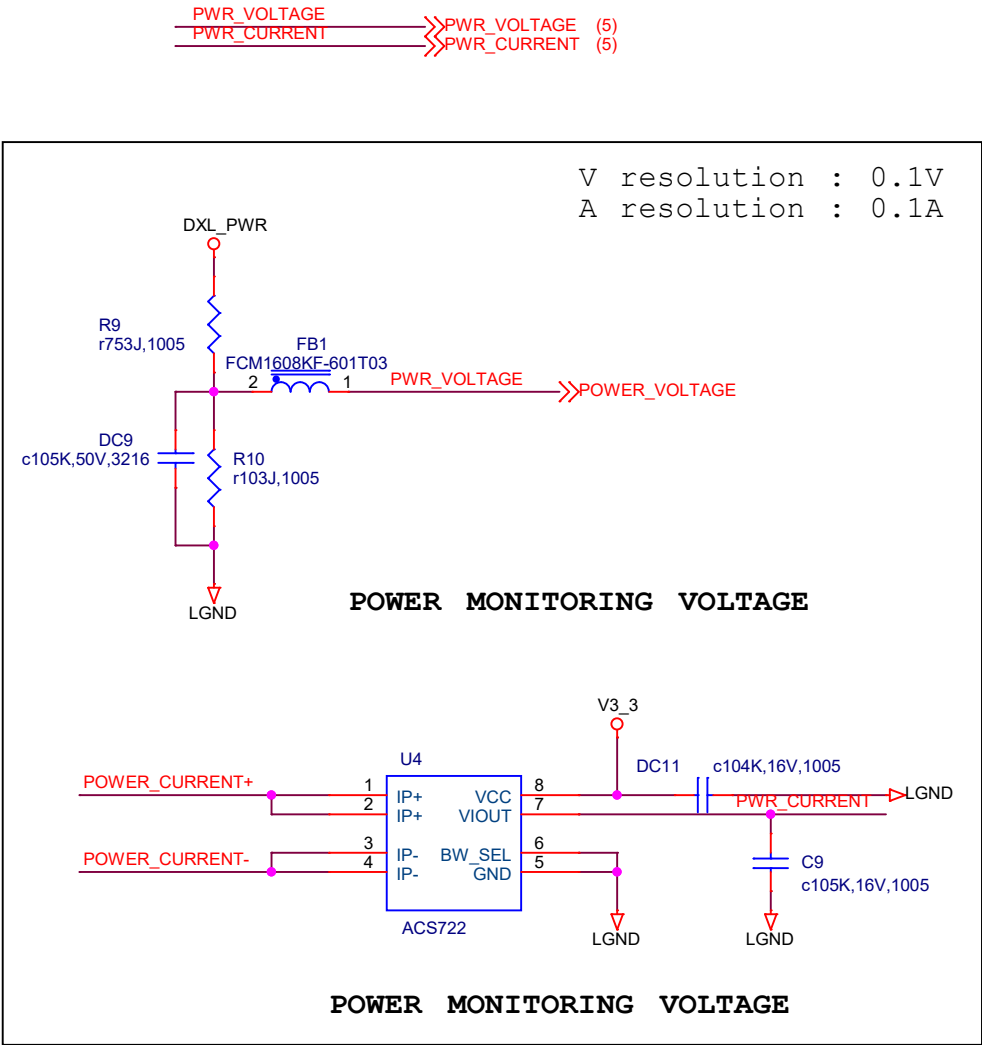 PWR_VOLTAGE
PWR_VOLTAGE (5)
PWR_CURRENT
PWR_CURRENT (5)
V resolution : 0.1V
A resolution : 0.1A
DXL_PWR
R9
r753J,1005
FB1
FCM1608KF-601T03
2
1
PWR_VOLTAGE
POWER_VOLTAGE
DC9
c105K,50V,3216
R10
r103J,1005
LGND
POWER MONITORING VOLTAGE
V3_3
U4
DC11
c104K,16V,1005
POWER_CURRENT+
1
IP+
VCC
8
LGND
2
IP+
VIOUT
7
PWR_CURRENT
3
IP-
BW_SEL
6
POWER_CURRENT-
4
IP-
GND
5
C9
c105K,16V,1005
ACS722
LGND
LGND
POWER MONITORING VOLTAGE